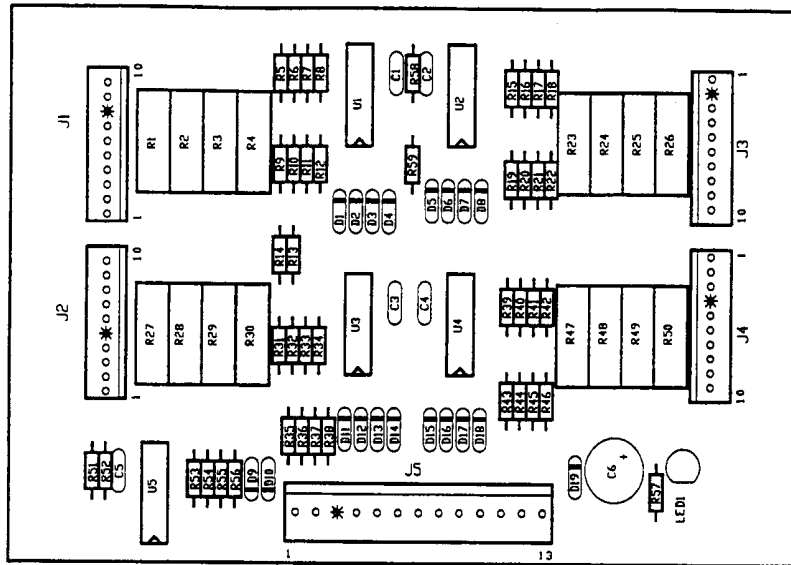 R5 R6 R7 R8
U1
C1 R58 C2
U2
R15 R16 R17 R18
10
J1
R1 R2 R3 R4
R23 R24 R25 R26
1
J3
R9 R10 R11 R12
R59
R19 R20 R21 R22
1
D1 D2 D3 D4
D5 D6 D7 D8
10
R14 R13
10
J2
R27 R28 R29 R30
U3
C3 C4
U4
R39 R40 R41 R42
R47 R48 R49 R50
1
J4
R31 R32 R33 R34
1
R43 R44 R45 R46
10
R35 R36 R37 R38
D11 D12 D13 D14
D15 D16 D17 D18
R51 R52 C5
U5
R53 R54 R55 R56
D9 D10
J5
D19
C6
+
R57
LED1
1
13